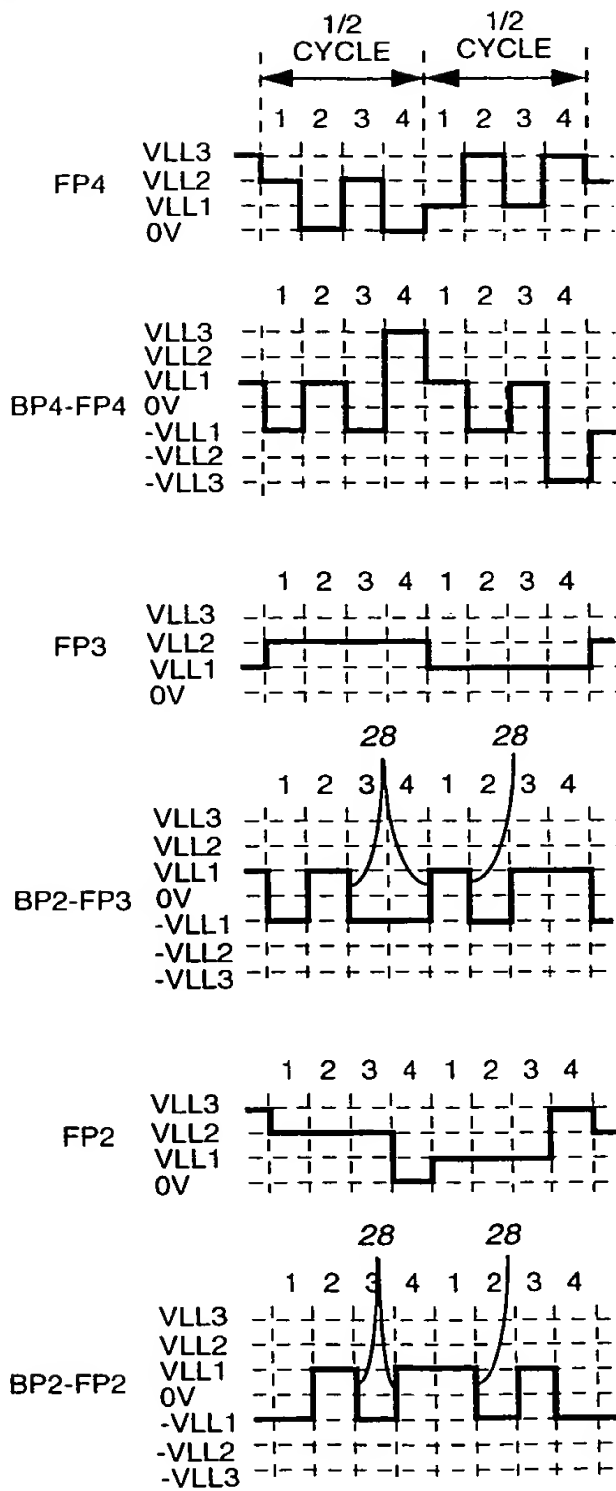 1/2 CYCLE 1/2 CYCLE
1 2 3 4 1 2 3 4
VLL3
FP4 VLL2
VLL1
0V
1 2 3 4 1 2 3 4
VLL3
VLL2
VLL1
BP4-FP4 0V
-VLL1
-VLL2
-VLL3
1 2 3 4 1 2 3 4
VLL3
FP3 VLL2
VLL1
0V
28 28
1 2 3 4 1 2 3 4
VLL3
VLL2
VLL1
BP2-FP3 0V
-VLL1
-VLL2
-VLL3
1 2 3 4 1 2 3 4
VLL3
FP2 VLL2
VLL1
0V
28 28
1 2 3 4 1 2 3 4
VLL3
VLL2
VLL1
BP2-FP2 0V
-VLL1
-VLL2
-VLL3